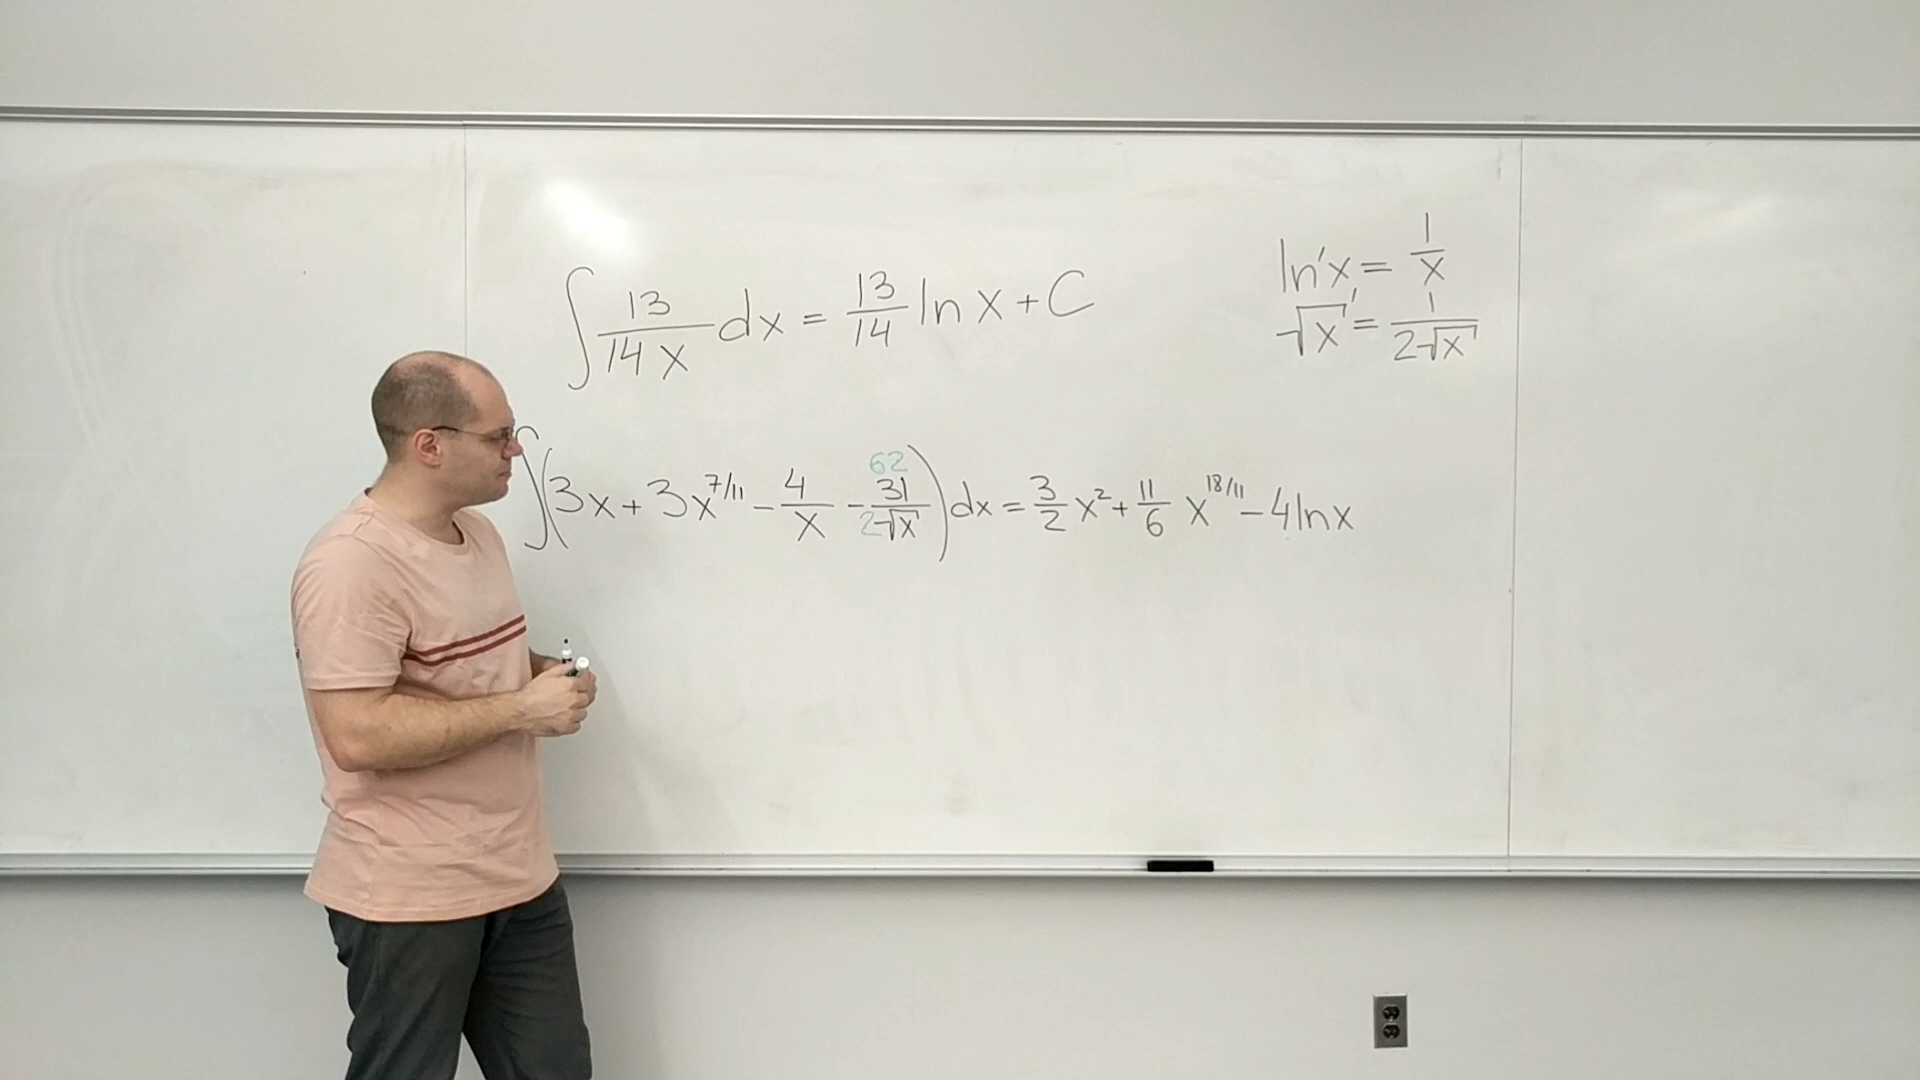 ∫ 13/(14x) dx = 13/14 ln x + C
ln'x = 1/x
√x' = 1/(2√x)
∫(3x + 3x^(7/11) - 4/x - 62 31/(2√x)) dx = 3/2 x² + 11/6 x^(18/11) - 4 ln x